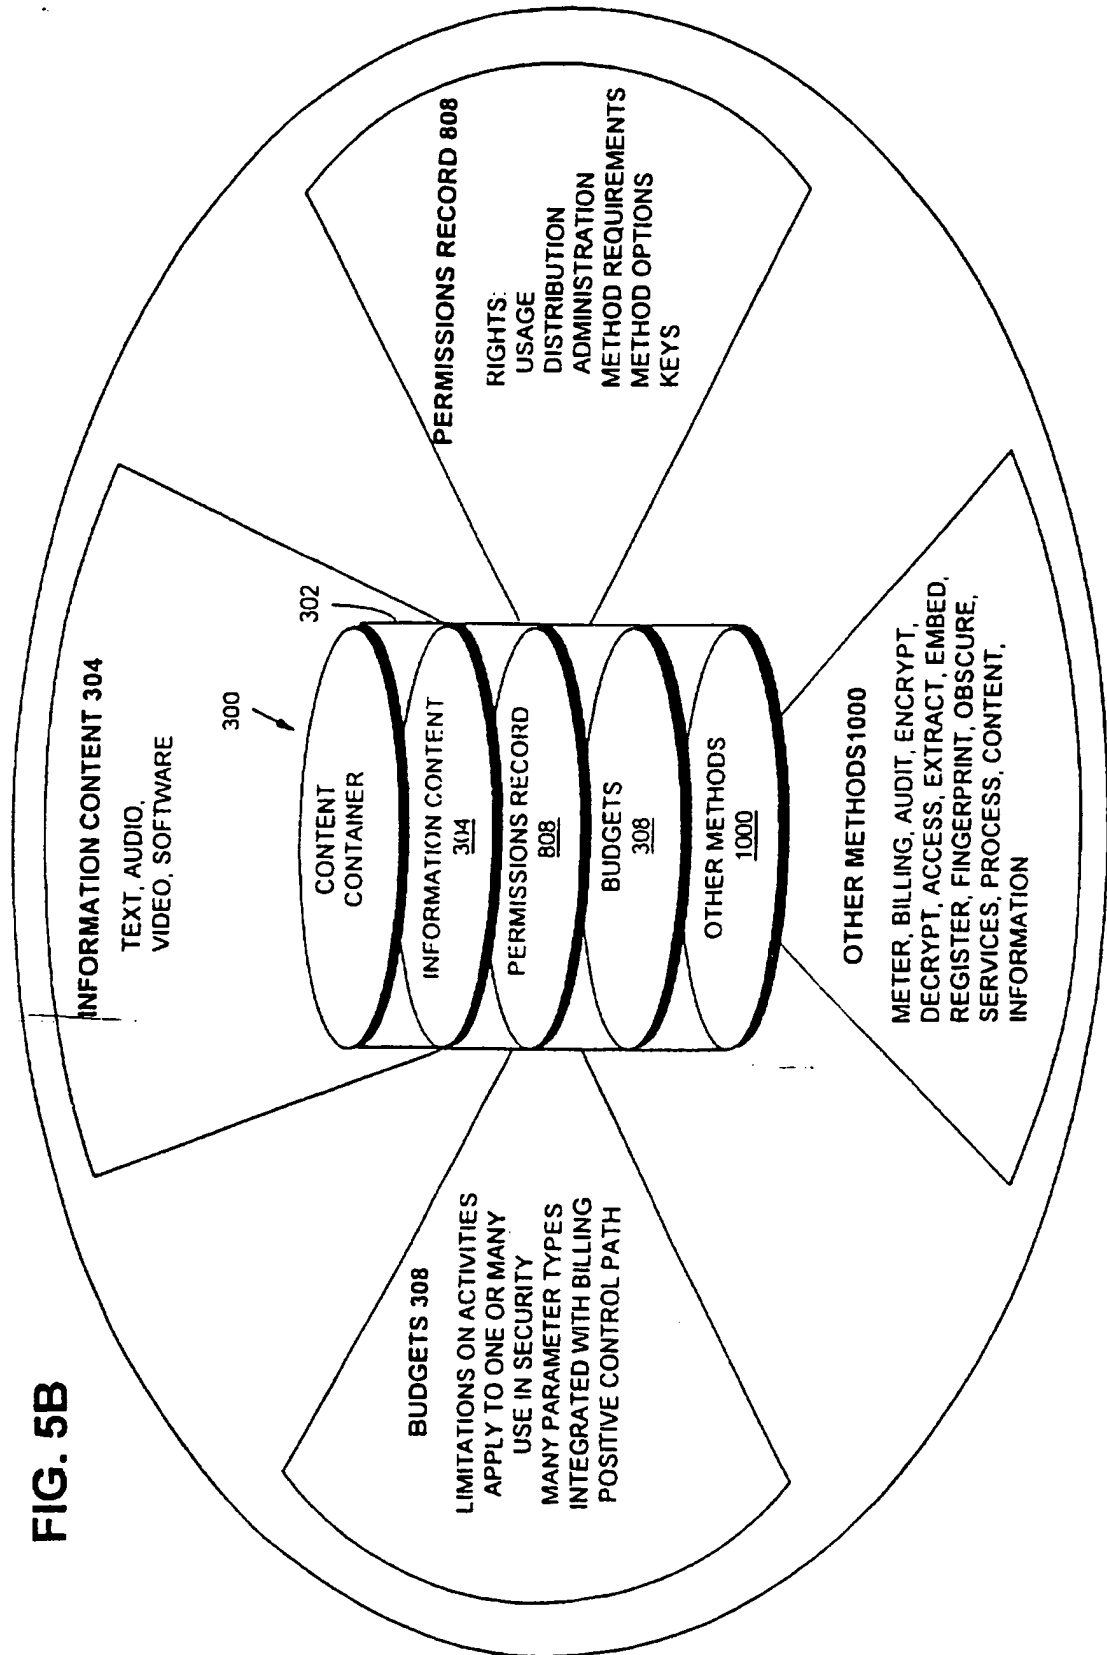 FIG. 5B
INFORMATION CONTENT 304
TEXT, AUDIO,
VIDEO, SOFTWARE
BUDGETS 308
LIMITATIONS ON ACTIVITIES
APPLY TO ONE OR MANY
USE IN SECURITY
MANY PARAMETER TYPES
INTEGRATED WITH BILLING
POSITIVE CONTROL PATH
300
302
CONTENT
CONTAINER
INFORMATION CONTENT
304
PERMISSIONS RECORD
808
BUDGETS
308
OTHER METHODS
1000
PERMISSIONS RECORD 808
RIGHTS:
USAGE
DISTRIBUTION
ADMINISTRATION
METHOD REQUIREMENTS
METHOD OPTIONS
KEYS
OTHER METHODS1000
METER, BILLING, AUDIT, ENCRYPT,
DECRYPT, ACCESS, EXTRACT, EMBED,
REGISTER, FINGERPRINT, OBSCURE,
SERVICES, PROCESS, CONTENT,
INFORMATION